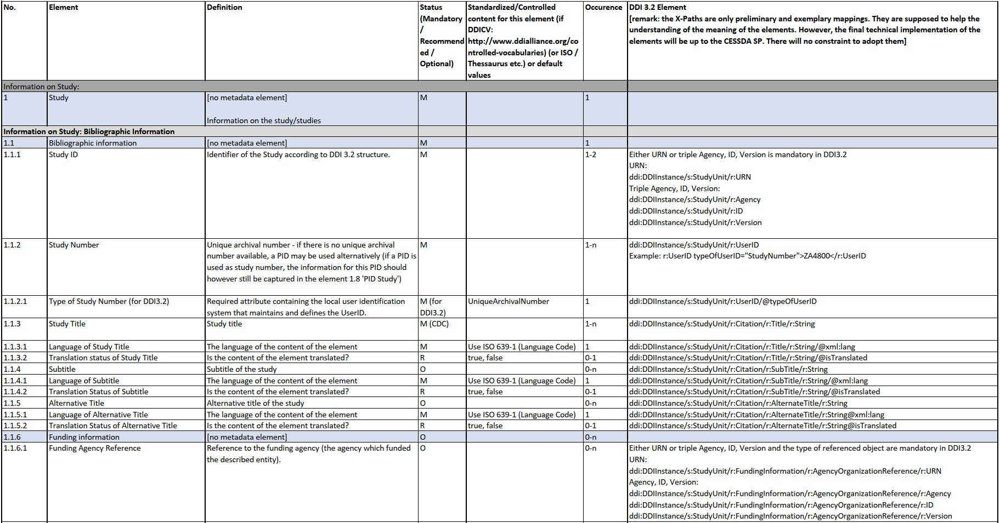 No. Element Definition Status Standardized/Controlled Occurence DDI 3.2 Element
(Mandatory content for this element (if [remark: the X-Paths are only preliminary and exemplary mappings. They are supposed to help the
/ DDICV: understanding of the meaning of the elements. However, the final technical implementation of the
Recommend http://www.ddialliance.org/co elements will be up to the CESSDA SP. There will no constraint to adopt them]
ed / ntrolled-vocabularies) (or ISO /
Optional) Thessaurus etc.) or default
values
Information on Study:
1 Study [no metadata element] M 1
Information on the study/studies
Information on Study: Bibliographic Information
1.1 Bibliographic information [no metadata element] M 1
1.1.1 Study ID Identifier of the Study according to DDI 3.2 structure. M 1-2 Either URN or triple Agency, ID, Version is mandatory in DDI3.2
URN:
ddi:DDIInstance/s:StudyUnit/r:URN
Triple Agency, ID, Version:
ddi:DDIInstance/s:StudyUnit/r:Agency
ddi:DDIInstance/s:StudyUnit/r:ID
ddi:DDIInstance/s:StudyUnit/r:Version
1.1.2 Study Number Unique archival number - if there is no unique archival M 1-n ddi:DDIInstance/s:StudyUnit/r:UserID
number available, a PID may be used alternatively (if a PID is Example: r:UserID typeOfUserID="StudyNumber">ZA4800</r:UserID
used as study number, the information for this PID should
however still be captured in the element 1.8 'PID Study')
1.1.2.1 Type of Study Number (for DDI3.2) Required attribute containing the local user identification M (for UniqueArchivalNumber 1 ddi:DDIInstance/s:StudyUnit/r:UserID/@typeOfUserID
system that maintains and defines the UserID. DDI3.2)
1.1.3 Study Title Study title M (CDC) 1-n ddi:DDIInstance/s:StudyUnit/r:Citation/r:Title/r:String
1.1.3.1 Language of Study Title The language of the content of the element M Use ISO 639-1 (Language Code) 1 ddi:DDIInstance/s:StudyUnit/r:Citation/r:Title/r:String/@xml:lang
1.1.3.2 Translation status of Study Title Is the content of the element translated? R true, false 0-1 ddi:DDIInstance/s:StudyUnit/r:Citation/r:Title/r:String/@isTranslated
1.1.4 Subtitle Subtitle of the study O 0-n ddi:DDIInstance/s:StudyUnit/r:Citation/r:SubTitle/r:String
1.1.4.1 Language of Subtitle The language of the content of the element M Use ISO 639-1 (Language Code) 1 ddi:DDIInstance/s:StudyUnit/r:Citation/r:SubTitle/r:String/@xml:lang
1.1.4.2 Translation Status of Subtitle Is the content of the element translated? R true, false 0-1 ddi:DDIInstance/s:StudyUnit/r:Citation/r:SubTitle/r:String/@isTranslated
1.1.5 Alternative Title Alternative title of the study O 0-n ddi:DDIInstance/s:StudyUnit/r:Citation/r:AlternateTitle/r:String
1.1.5.1 Language of Alternative Title The language of the content of the element M Use ISO 639-1 (Language Code) 1 ddi:DDIInstance/s:StudyUnit/r:Citation/r:AlternateTitle/r:String@xml:lang
1.1.5.2 Translation Status of Alternative Title Is the content of the element translated? R true, false 0-1 ddi:DDIInstance/s:StudyUnit/r:Citation/r:AlternateTitle/r:String@isTranslated
1.1.6 Funding information [no metadata element] O 0-n
1.1.6.1 Funding Agency Reference Reference to the funding agency (the agency which funded O 0-n Either URN or triple Agency, ID, Version and the type of referenced object are mandatory in DDI3.2
the described entity). URN:
ddi:DDIInstance/s:StudyUnit/r:FundingInformation/r:AgencyOrganizationReference/r:URN
Agency, ID, Version:
ddi:DDIInstance/s:StudyUnit/r:FundingInformation/r:AgencyOrganizationReference/r:Agency
ddi:DDIInstance/s:StudyUnit/r:FundingInformation/r:AgencyOrganizationReference/r:ID
ddi:DDIInstance/s:StudyUnit/r:FundingInformation/r:AgencyOrganizationReference/r:Version